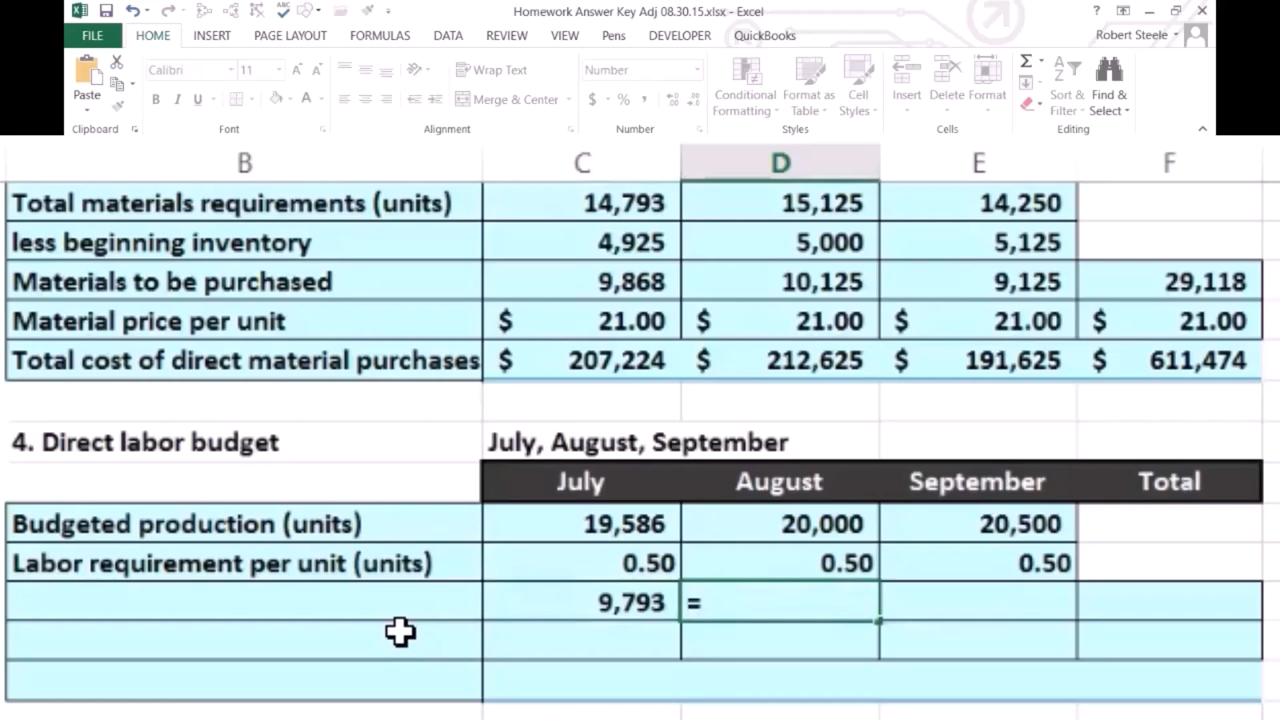 Homework Answer Key Adj 08.30.15.xlsx - Excel
FILE HOME INSERT PAGE LAYOUT FORMULAS DATA REVIEW VIEW Pens DEVELOPER QuickBooks Robert Steele
Calibri 11 Wrap Text Number
Paste B I U Merge & Center $ % , Conditional Formatting Format as Table Cell Styles Insert Delete Format Sort & Filter Find & Select
Clipboard Font Alignment Number Styles Cells Editing
B C D E F
Total materials requirements (units) 14,793 15,125 14,250
less beginning inventory 4,925 5,000 5,125
Materials to be purchased 9,868 10,125 9,125 29,118
Material price per unit $ 21.00 $ 21.00 $ 21.00 $ 21.00
Total cost of direct material purchases $ 207,224 $ 212,625 $ 191,625 $ 611,474
4. Direct labor budget July, August, September
July August September Total
Budgeted production (units) 19,586 20,000 20,500
Labor requirement per unit (units) 0.50 0.50 0.50
9,793 =